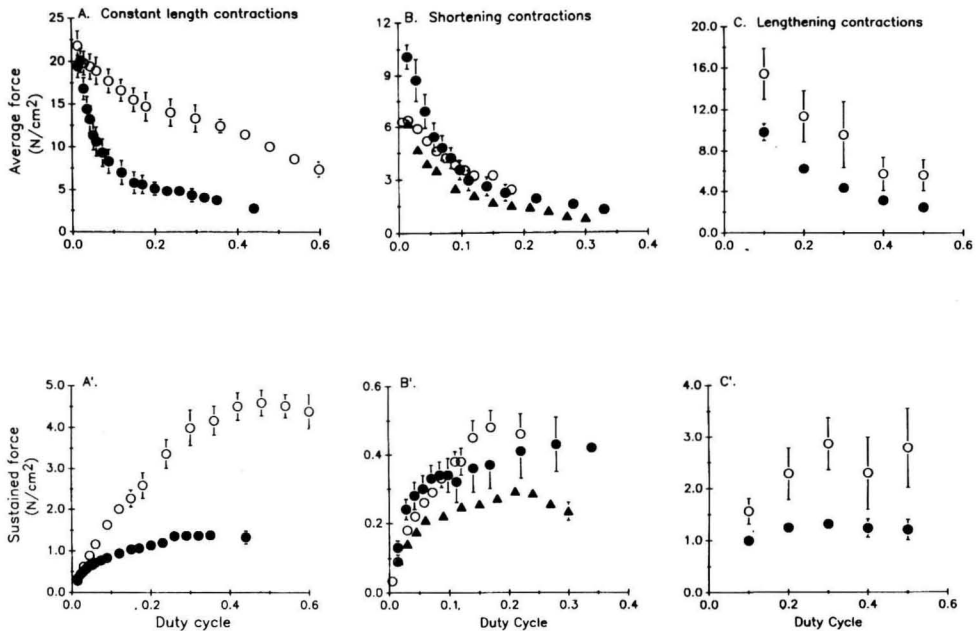 A. Constant length contractions
B. Shortening contractions
C. Lengthening contractions
Average force
(N/cm2)
25
20
15
10
5
0
0.0 0.2 0.4 0.6
12
9
6
3
0
0.0 0.1 0.2 0.3 0.4
20.0
16.0
12.0
8.0
4.0
0.0
0.0 0.2 0.4 0.6
A'.
B'.
C'.
Sustained force
(N/cm2)
5.0
4.0
3.0
2.0
1.0
0.0
0.0 0.2 0.4 0.6
Duty cycle
0.6
0.4
0.2
0.0
0.0 0.1 0.2 0.3 0.4
Duty Cycle
4.0
3.0
2.0
1.0
0.0
0.0 0.2 0.4 0.6
Duty Cycle